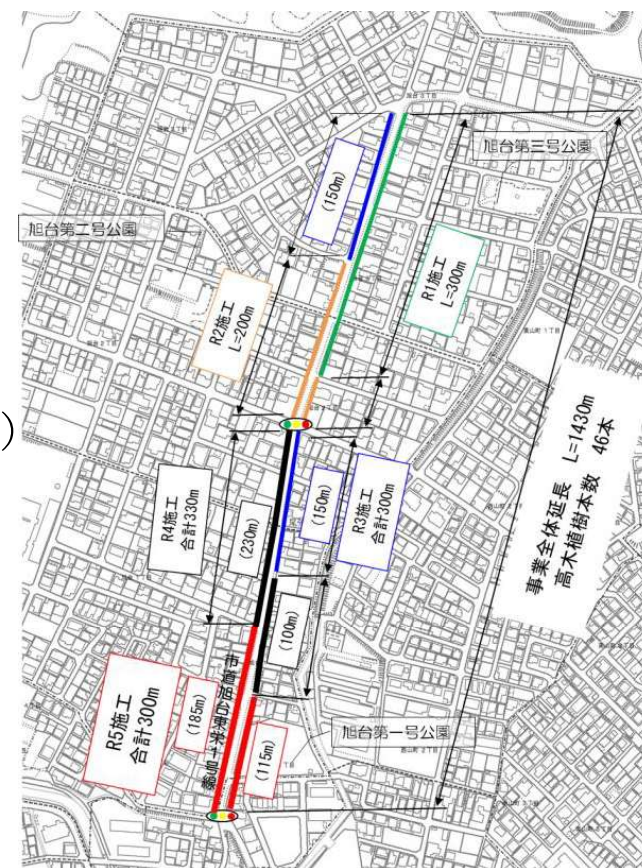 旭台第三号公園
(150m)
旭台第二号公園
R1施工
L=300m
R2施工
L=200m
)
R4施工
合計330m
(230m)
(150m)
R3施工
合計300m
事業全体延長 L=1430m
高木植樹本数 46本
(100m)
R5施工
合計300m
(185m)
旭台第一号公園
(115m)